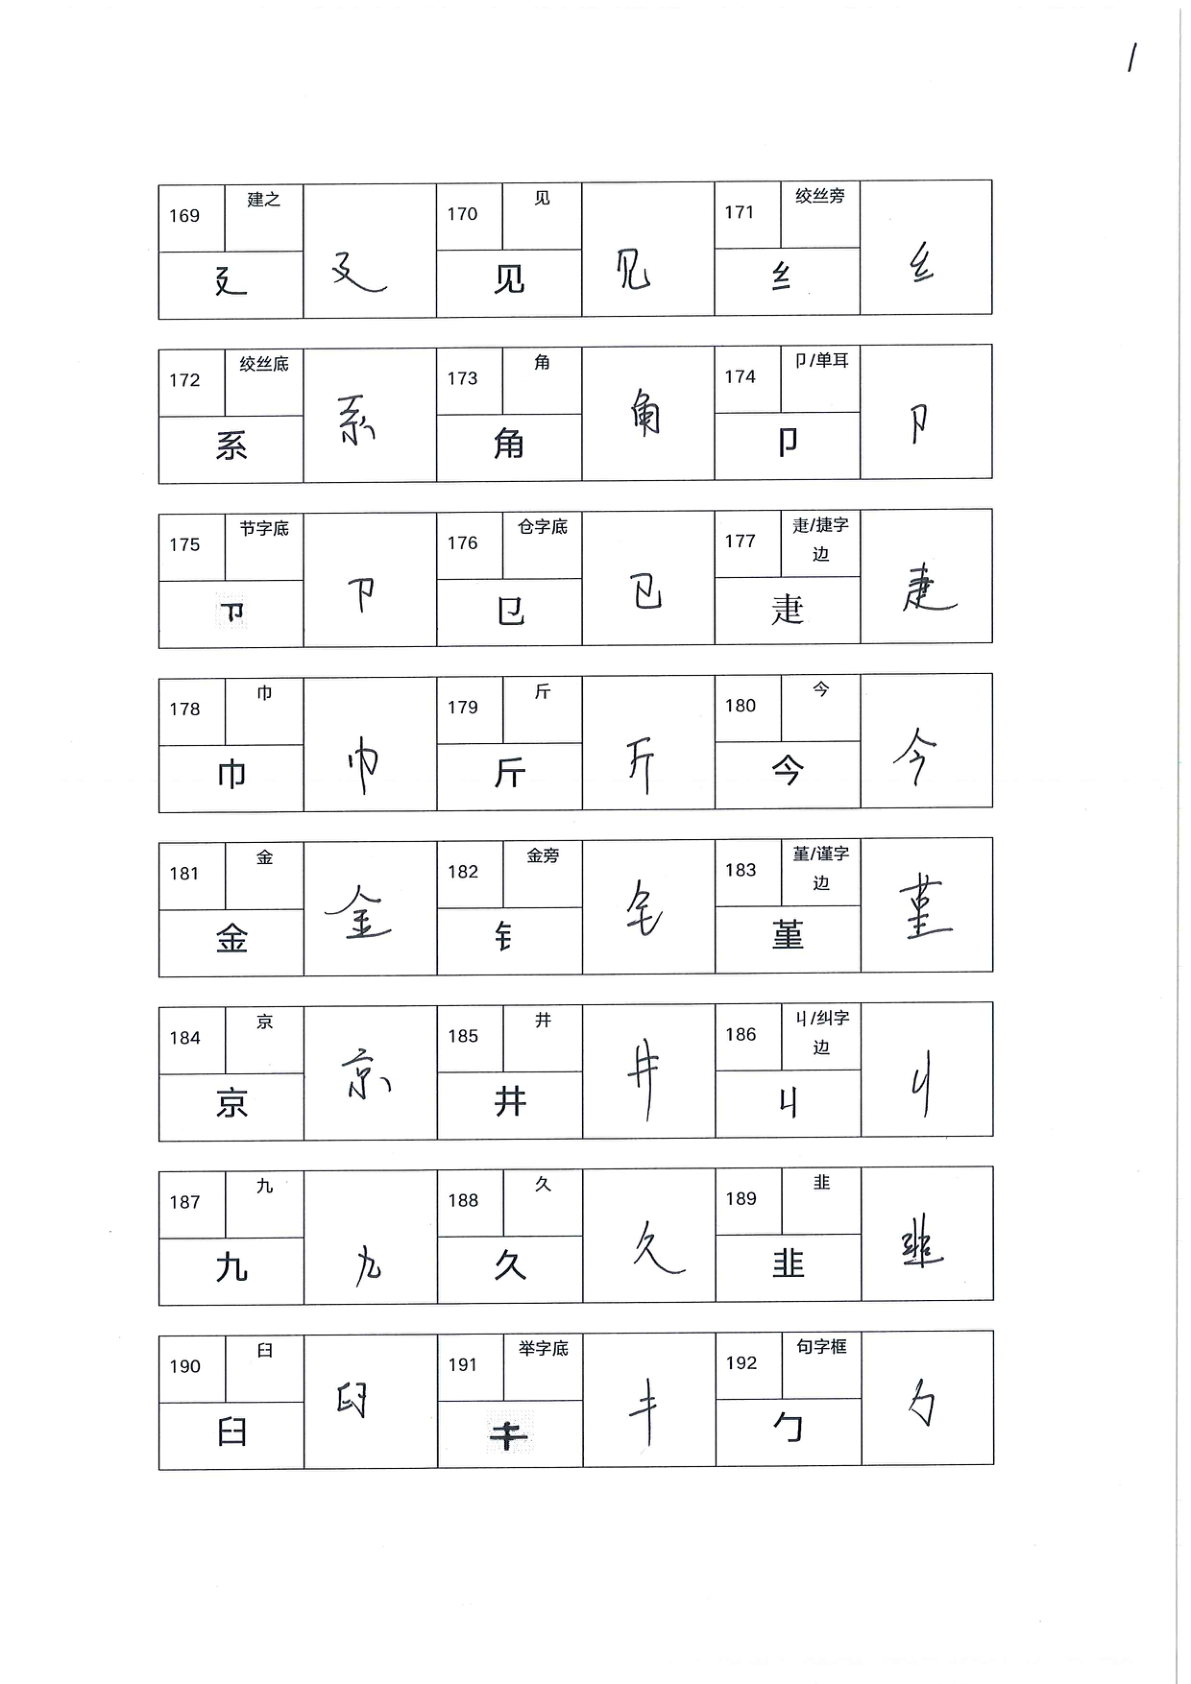 1
169 建之 170 见 171 绞丝旁
廴 廴 见 见 纟 纟
172 绞丝底 173 角 174 卩/单耳
系 系 角 角 卩 卩
175 节字底 176 仓字底 177 疌/捷字
边
卩 卩 㔾 㔾 疌 疌
178 巾 179 斤 180 今
巾 巾 斤 斤 今 今
181 金 182 金旁 183 堇/谨字
边
金 金 钅 钅 堇 堇
184 京 185 井 186 丩/纠字
边
京 京 井 井 丩 丩
187 九 188 久 189 韭
九 九 久 久 韭 韭
190 臼 191 举字底 192 句字框
臼 臼 勹 勹